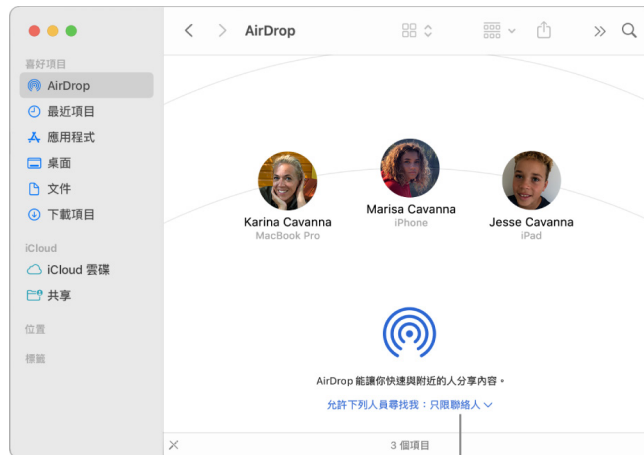 AirDrop
喜好項目
AirDrop
最近項目
應用程式
桌面
文件
下載項目
iCloud
iCloud 雲碟
共享
位置
標籤
Karina Cavanna
MacBook Pro
Marisa Cavanna
iPhone
Jesse Cavanna
iPad
AirDrop 能讓你快速與附近的人分享內容。
允許下列人員尋找我：只限聯絡人
3 個項目